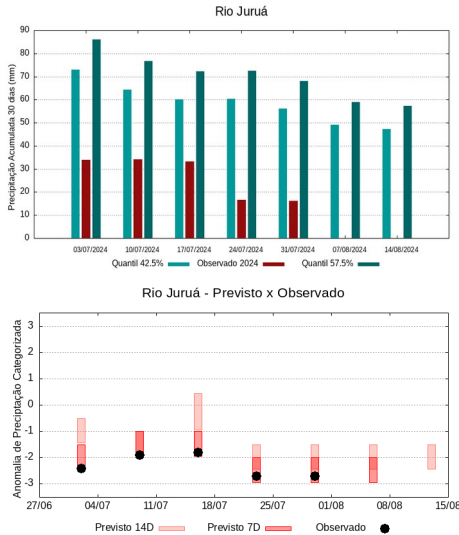 Rio Juruá
Precipitação Acumulada 30 dias (mm)
90
80
70
60
50
40
30
20
10
0
03/07/2024 10/07/2024 17/07/2024 24/07/2024 31/07/2024 07/08/2024 14/08/2024
Quantil 42.5% Observado 2024 Quantil 57.5%
Rio Juruá - Previsto x Observado
Anomalia de Precipitação Categorizada
3
2
1
0
-1
-2
-3
27/06 04/07 11/07 18/07 25/07 01/08 08/08 15/08
Previsto 14D Previsto 7D Observado